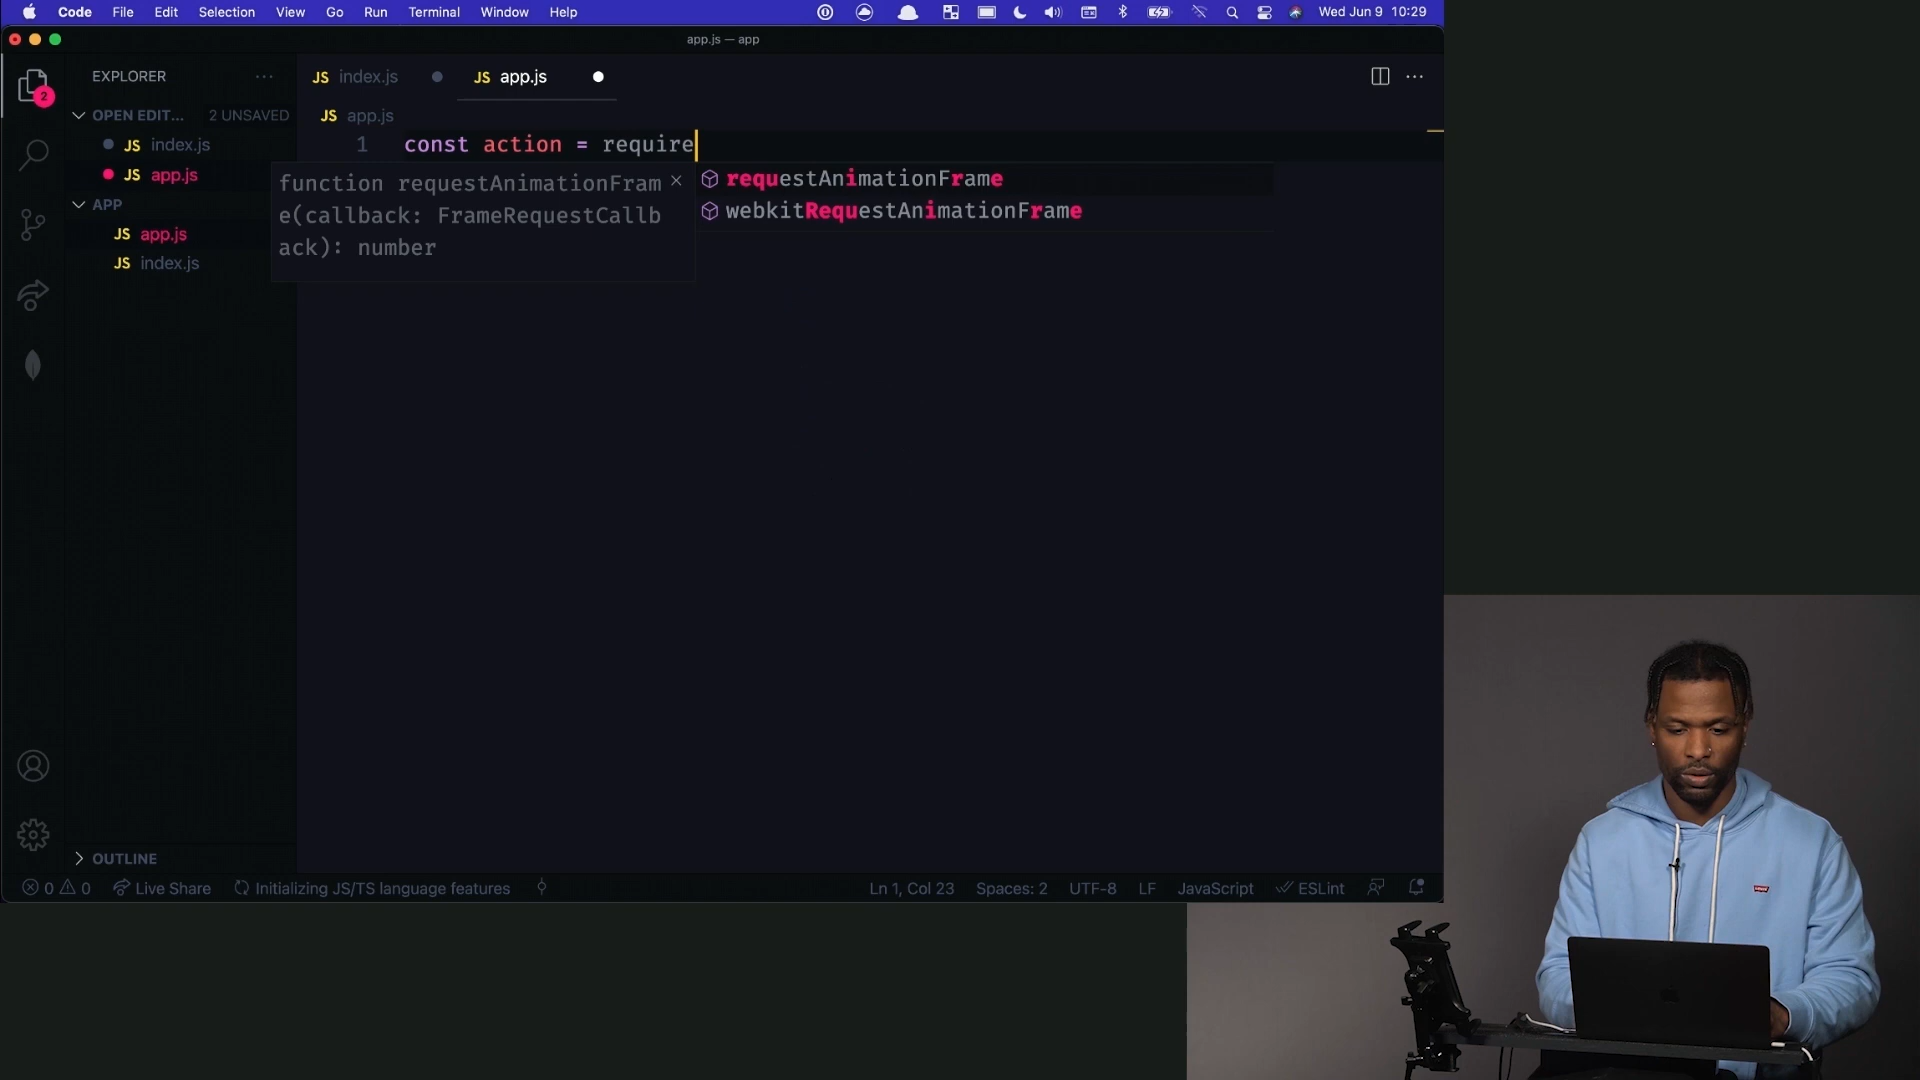 Code File Edit Selection View Go Run Terminal Window Help Wed Jun 9 10:29
app.js — app
EXPLORER
JS index.js JS app.js
2
OPEN EDIT... 2 UNSAVED
JS app.js
JS index.js
1 const action = require
JS app.js
function requestAnimationFram
e(callback: FrameRequestCallb
ack): number
requestAnimationFrame
webkitRequestAnimationFrame
APP
JS app.js
JS index.js
OUTLINE
0 0 Live Share Initializing JS/TS language features Ln 1, Col 23 Spaces: 2 UTF-8 LF JavaScript ESLint